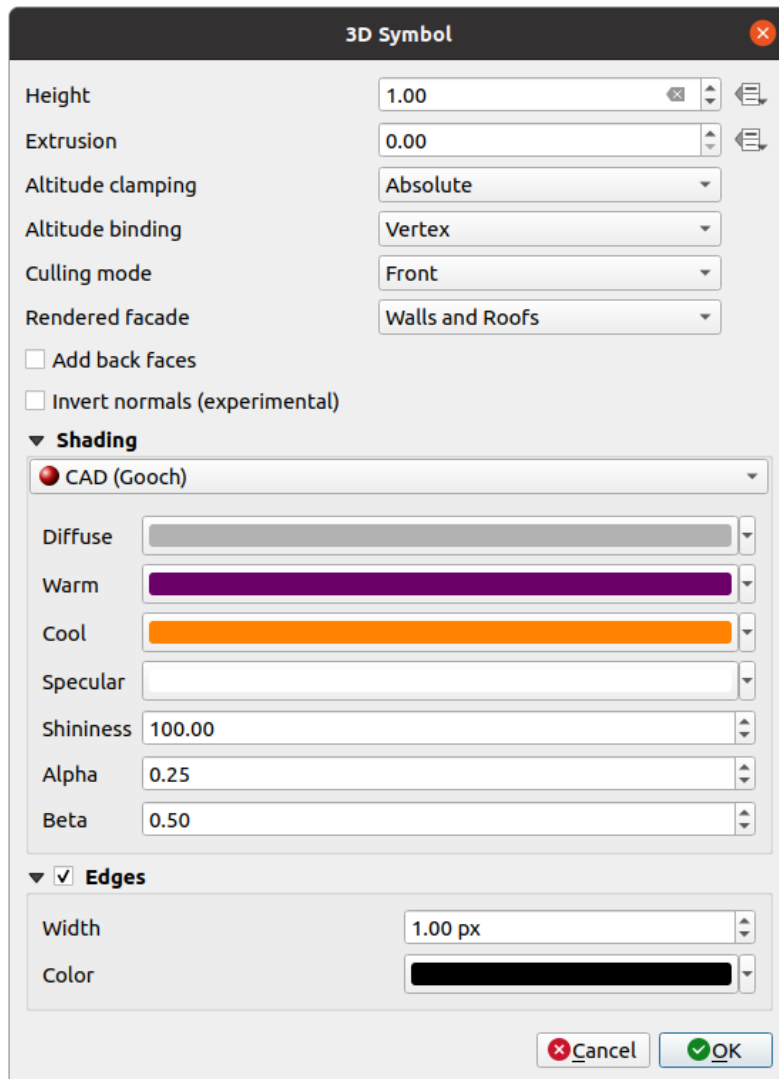 3D Symbol
Height 1.00
Extrusion 0.00
Altitude clamping Absolute
Altitude binding Vertex
Culling mode Front
Rendered facade Walls and Roofs
Add back faces
Invert normals (experimental)
Shading
CAD (Gooch)
Diffuse
Warm
Cool
Specular
Shininess 100.00
Alpha 0.25
Beta 0.50
Edges
Width 1.00 px
Color
Cancel OK